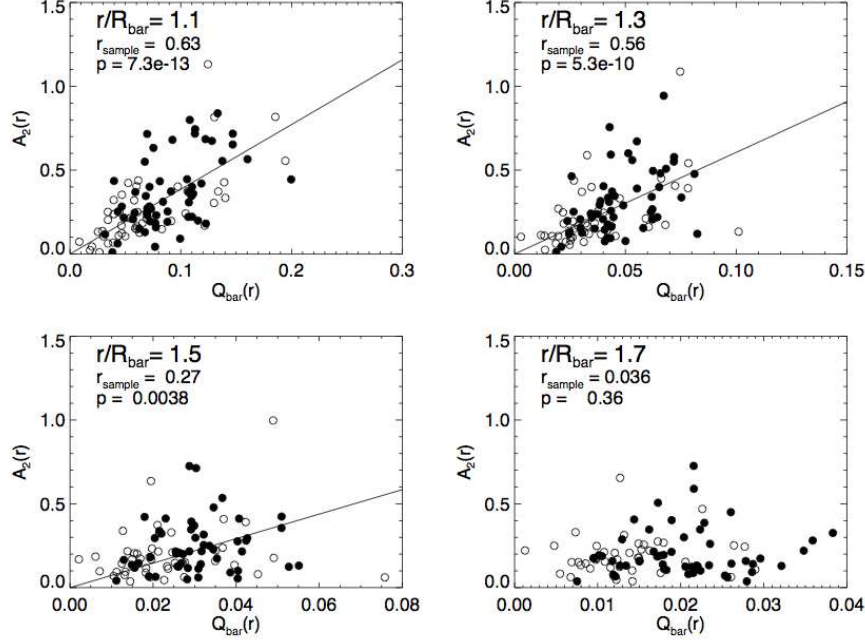 r/R_bar= 1.1
r_sample = 0.63
p = 7.3e-13
1.5
1.0
0.5
0.0
A_2(r)
0.0 0.1 0.2 0.3
Q_bar(r)
r/R_bar= 1.3
r_sample = 0.56
p = 5.3e-10
1.5
1.0
0.5
0.0
A_2(r)
0.00 0.05 0.10 0.15
Q_bar(r)
r/R_bar= 1.5
r_sample = 0.27
p = 0.0038
1.5
1.0
0.5
0.0
A_2(r)
0.00 0.02 0.04 0.06 0.08
Q_bar(r)
r/R_bar= 1.7
r_sample = 0.036
p = 0.36
1.5
1.0
0.5
0.0
A_2(r)
0.00 0.01 0.02 0.03 0.04
Q_bar(r)